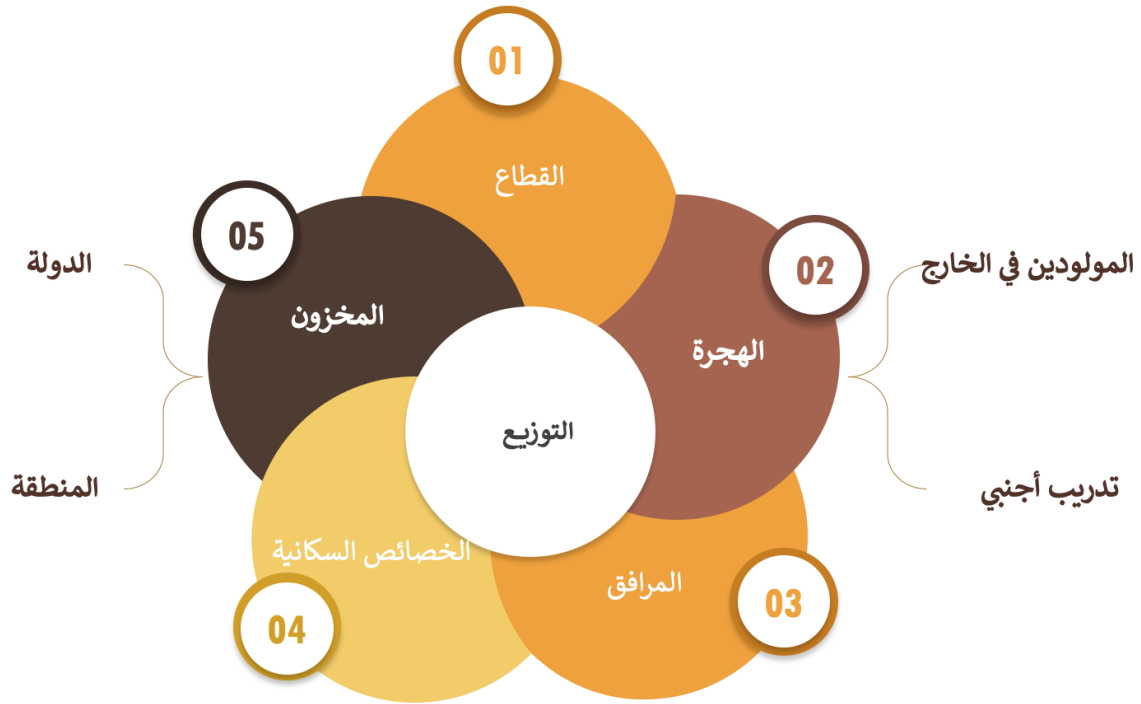 01
القطاع
02
الهجرة
المولودين في الخارج
تدريب أجنبي
03
المرافق
04
الخصائص السكانية
05
المخزون
الدولة
المنطقة
التوزيع